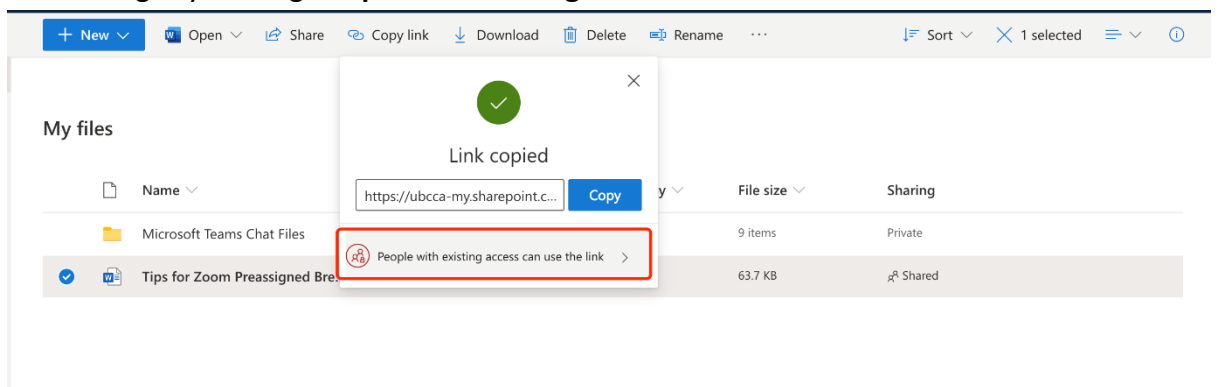 New Open Share Copy link Download Delete Rename ... Sort 1 selected
Link copied
My files
https://ubcca-my.sharepoint.c... Copy
Name y File size Sharing
Microsoft Teams Chat Files 9 items Private
People with existing access can use the link
Tips for Zoom Preassigned Bre. 63.7 KB Shared